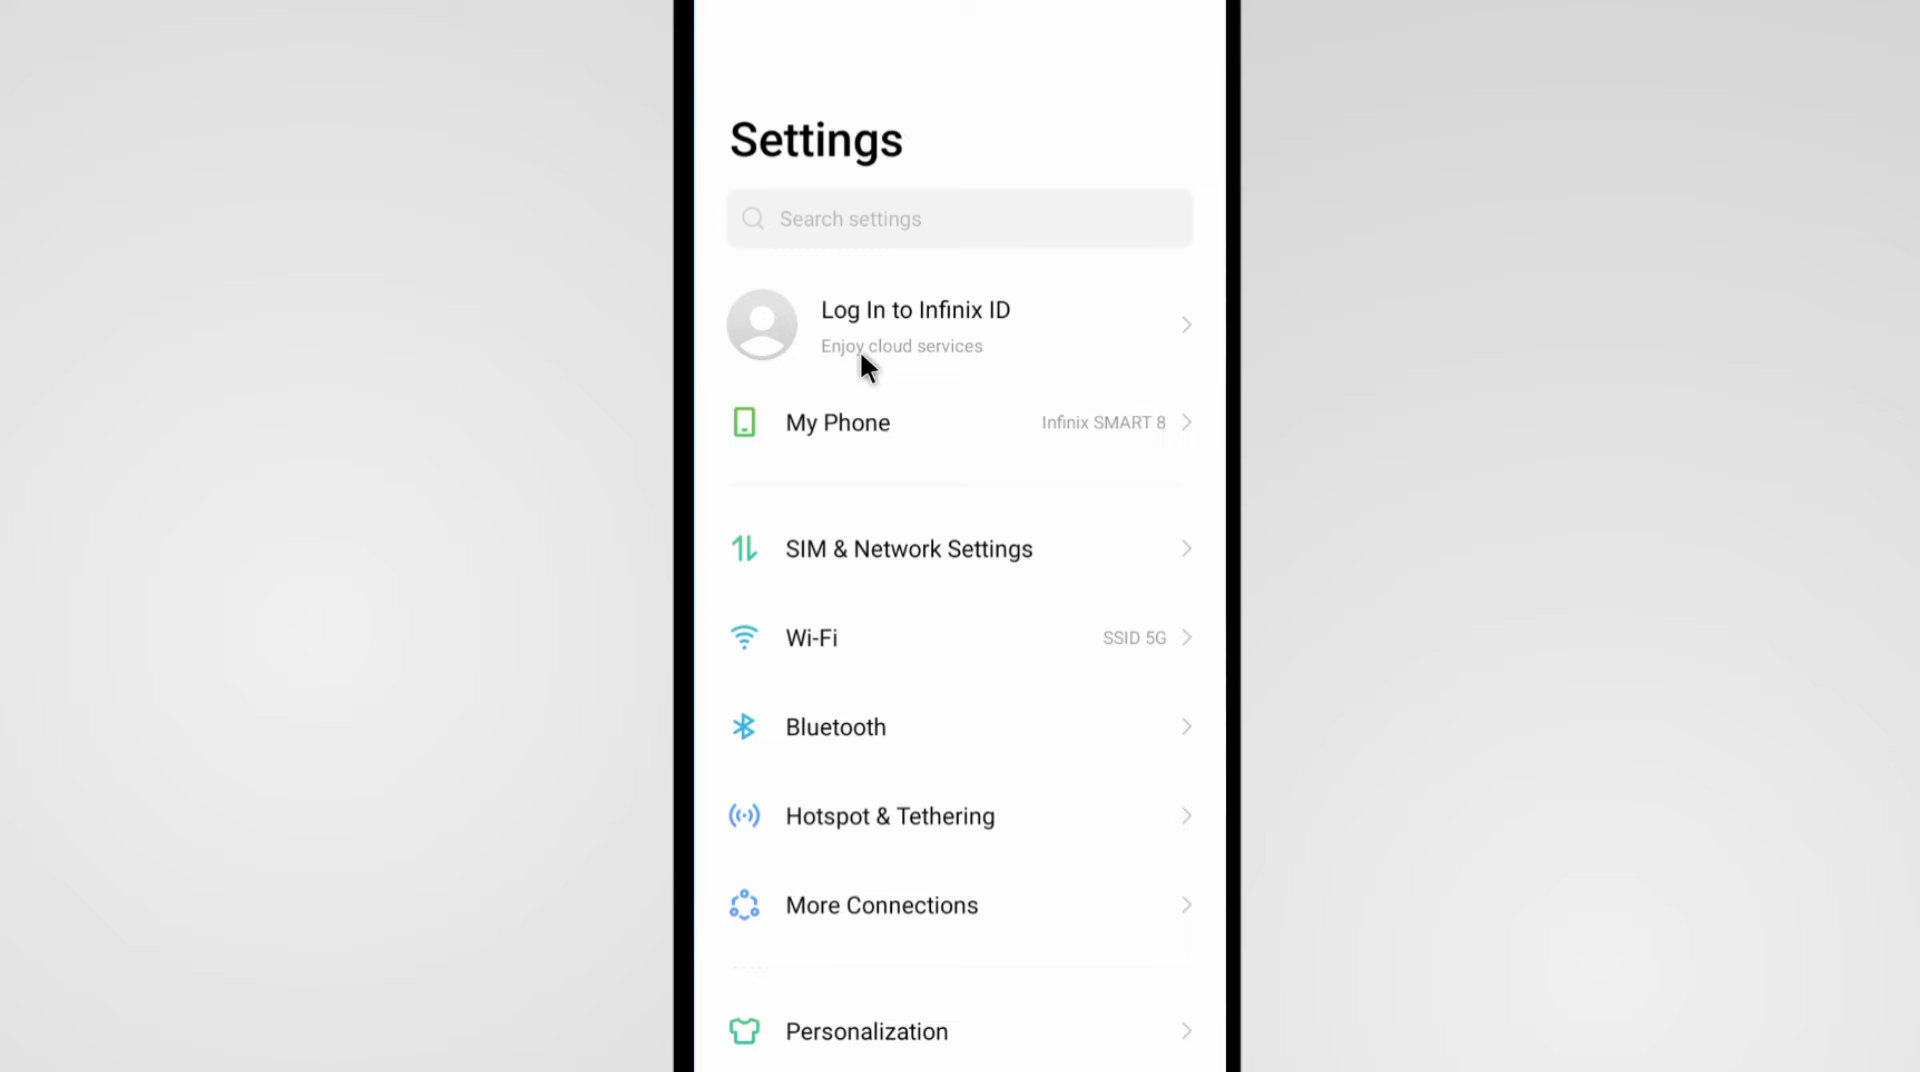 Settings
Search settings
Log In to Infinix ID
Enjoy cloud services
My Phone Infinix SMART 8
SIM & Network Settings
Wi-Fi SSID 5G
Bluetooth
Hotspot & Tethering
More Connections
Personalization